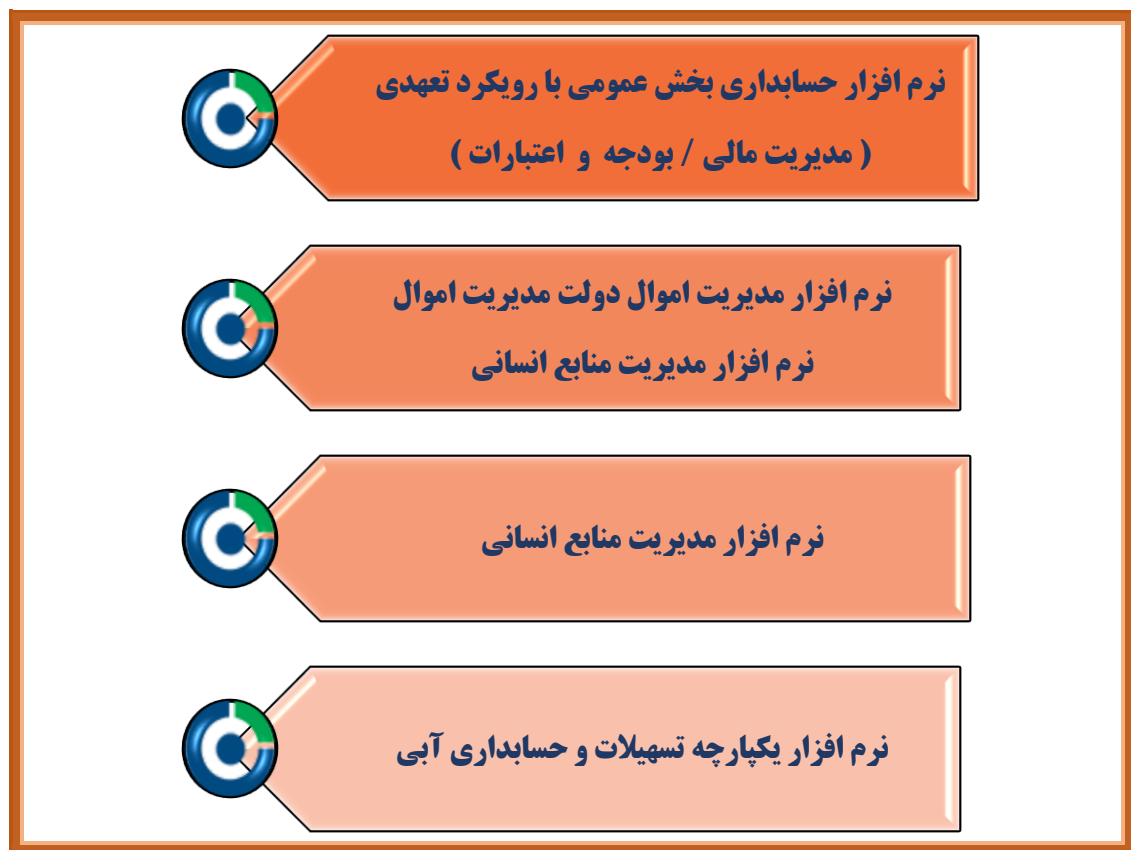 نرم افزار حسابداری بخش عمومی با رویکرد تعهدی
( مدیریت مالی / بودجه و اعتبارات )
نرم افزار مدیریت اموال دولت مدیریت اموال
نرم افزار مدیریت منابع انسانی
نرم افزار مدیریت منابع انسانی
نرم افزار یکپارچه تسهیلات و حسابداری آبی